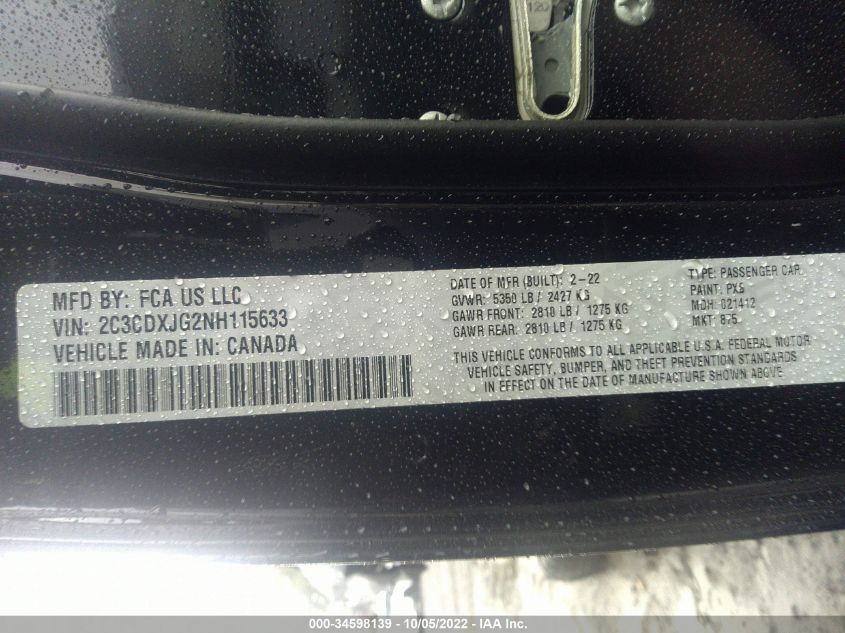 120
MFD BY: FCA US LLC
VIN: 2C3CDXJG2NH115633
VEHICLE MADE IN: CANADA
DATE OF MFR (BUILT): 2-22
GVWR: 5350 LB / 2427 KG
GAWR FRONT: 2810 LB / 1275 KG
GAWR REAR: 2810 LB / 1275 KG
TYPE: PASSENGER CAR
PAINT: PX8
MDH: 021412
MKT: 875
THIS VEHICLE CONFORMS TO ALL APPLICABLE U.S.A. FEDERAL MOTOR
VEHICLE SAFETY, BUMPER, AND THEFT PREVENTION STANDARDS
IN EFFECT ON THE DATE OF MANUFACTURE SHOWN ABOVE
000-34598139 - 10/05/2022 - IAA Inc.